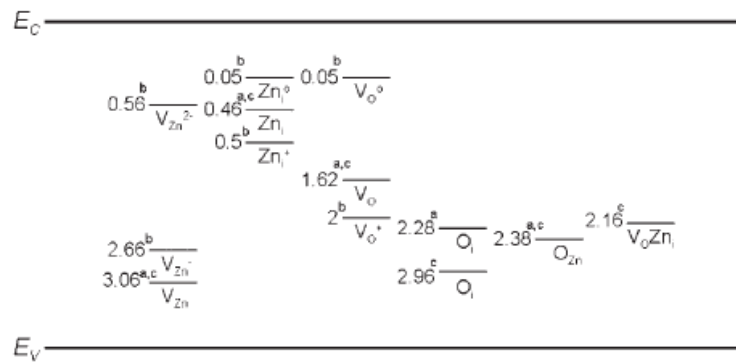 E_C
0.05^b Zn_i^o
0.05^b V_O^o
0.56^b V_Zn^2-
0.46^a,c Zn_i
0.5^b Zn_i^+
1.62^a,c V_O
2^b V_O^+
2.28^a O_i
2.38^a,c O_Zn
2.16^c V_OZn_i
2.66^b V_Zn^-
3.06^a,c V_Zn
2.96^c O_i
E_V